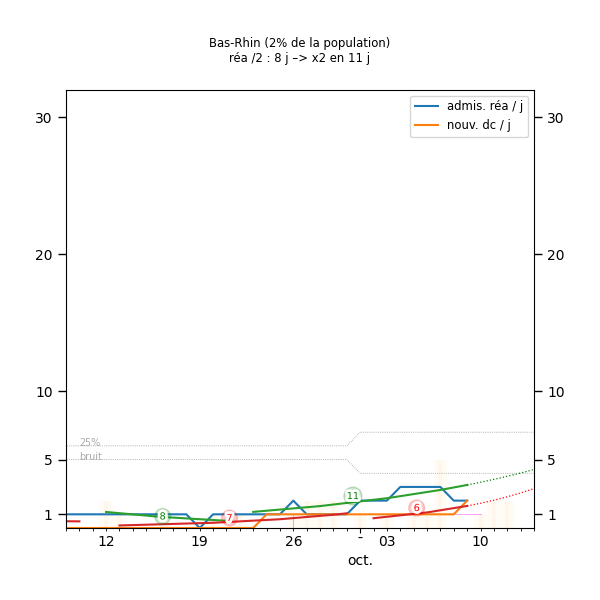 Bas-Rhin (2% de la population)
réa /2 : 8 j –> x2 en 11 j
admis. réa / j
nouv. dc / j
30 30
20 20
10 10
25%
5 bruit 5
11
8 7 6
1 1
12 19 26 - 03 10
oct.